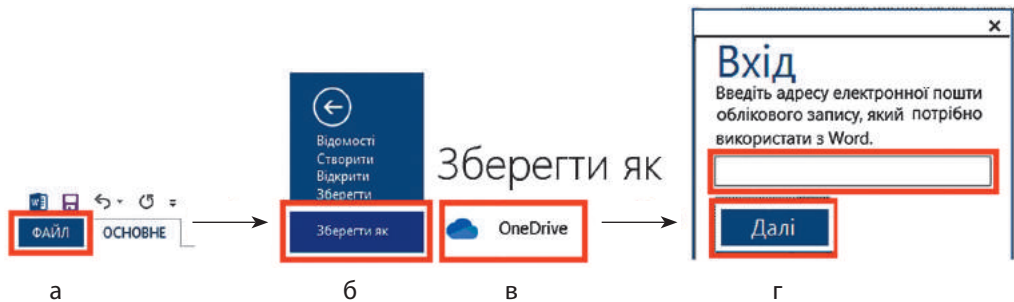 ФАЙЛ
ОСНОВНЕ
Відомості
Створити
Відкрити
Зберегти
Зберегти як
Зберегти як
OneDrive
Вхід
Введіть адресу електронної пошти
облікового запису, який потрібно
використати з Word.
Далі
а
б
в
г